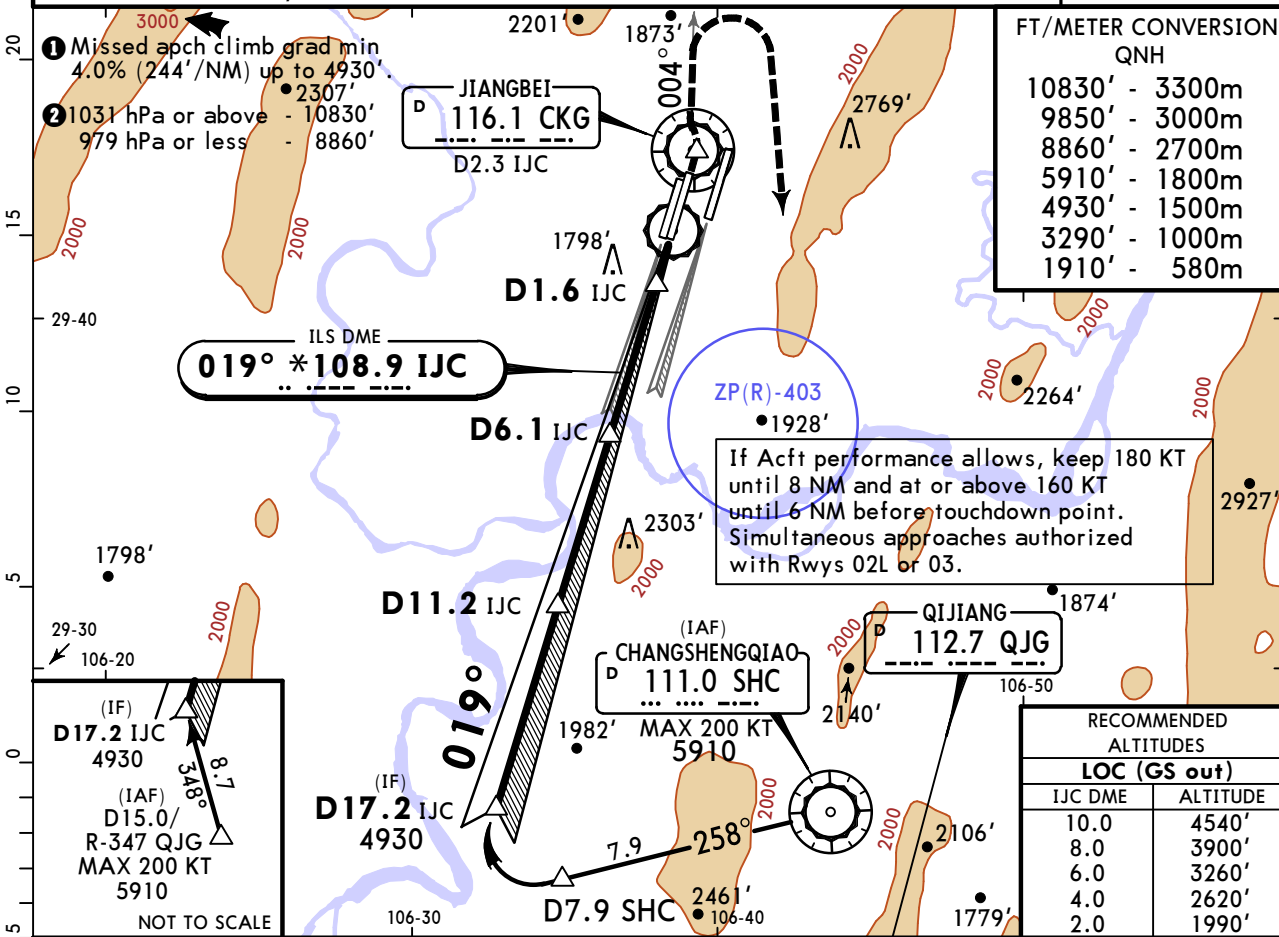 3000
❶ Missed apch climb grad min
4.0% (244'/NM) up to 4930'.
2307'
❷ 1031 hPa or above - 10830'
979 hPa or less - 8860'
2201'
1873'
004°
2000
2769'
JIANGBEI
D 116.1 CKG
D2.3 IJC
FT/METER CONVERSION
QNH
10830' - 3300m
9850' - 3000m
8860' - 2700m
5910' - 1800m
4930' - 1500m
3290' - 1000m
1910' - 580m
20
15
10
5
0
5
2000
2000
1798'
D1.6 IJC
29-40
ILS DME
019° *108.9 IJC
D6.1 IJC
ZP(R)-403
1928'
2000
2000
2264'
2000
2927'
If Acft performance allows, keep 180 KT
until 8 NM and at or above 160 KT
until 6 NM before touchdown point.
Simultaneous approaches authorized
with Rwys 02L or 03.
2303'
2000
1798'
2000
D11.2 IJC
29-30
106-20
1874'
(IAF)
CHANGSHENGQIAO
D 111.0 SHC
MAX 200 KT
5910
QIJIANG
D 112.7 QJG
2000
2140'
106-50
019°
1982'
(IF)
D17.2 IJC
4930
8.7
348°
(IAF)
D15.0/
R-347 QJG
MAX 200 KT
5910
NOT TO SCALE
(IF)
D17.2 IJC
4930
7.9
258°
2000
D7.9 SHC
2461'
106-30
106-40
2000
2106'
1779'
RECOMMENDED
ALTITUDES
LOC (GS out)
IJC DME ALTITUDE
10.0 4540'
8.0 3900'
6.0 3260'
4.0 2620'
2.0 1990'